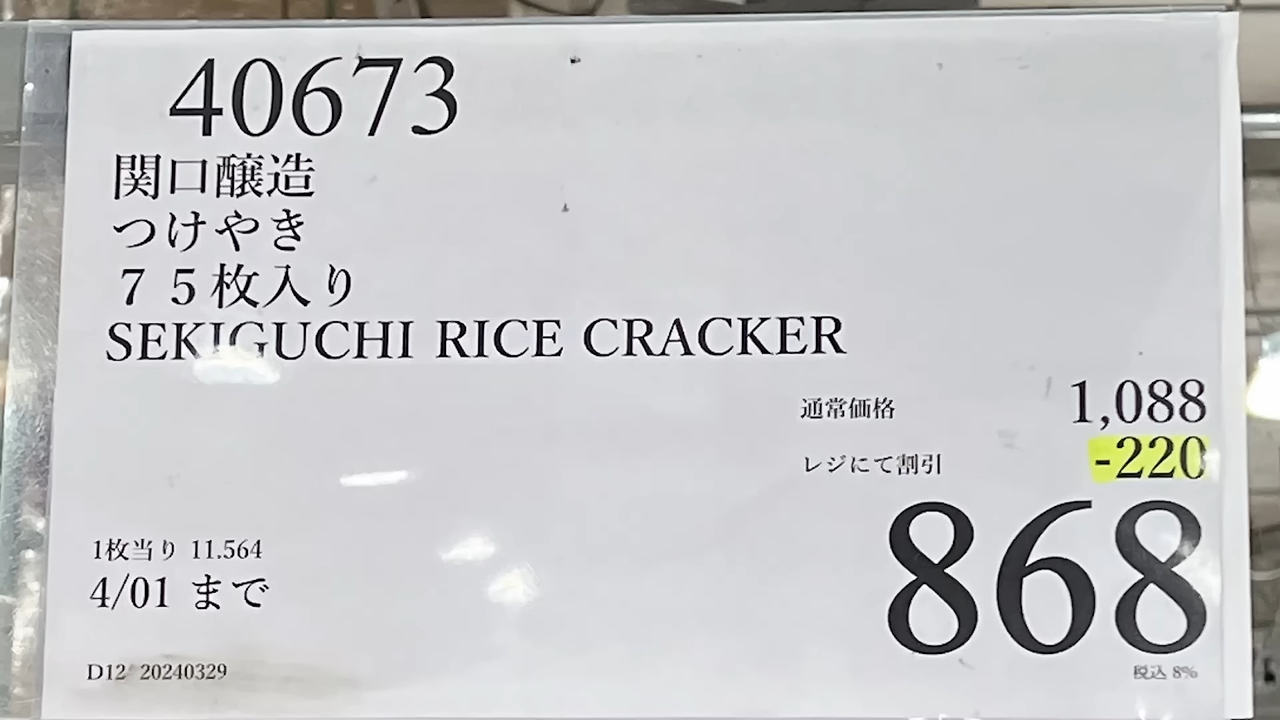 40673
関口醸造
つけやき
７５枚入り
SEKIGUCHI RICE CRACKER
通常価格 1,088
レジにて割引 -220
868
1枚当り 11.564
4/01 まで
D12 20240329
税込 8%